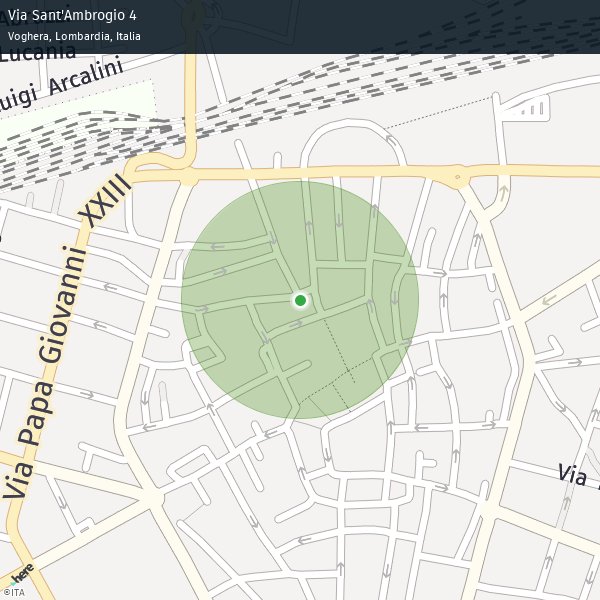 Via Sant'Ambrogio 4
Voghera, Lombardia, Italia
Lucania
Luigi Arcalini
XXIII
Via Papa Giovanni
Via
here
©ITA